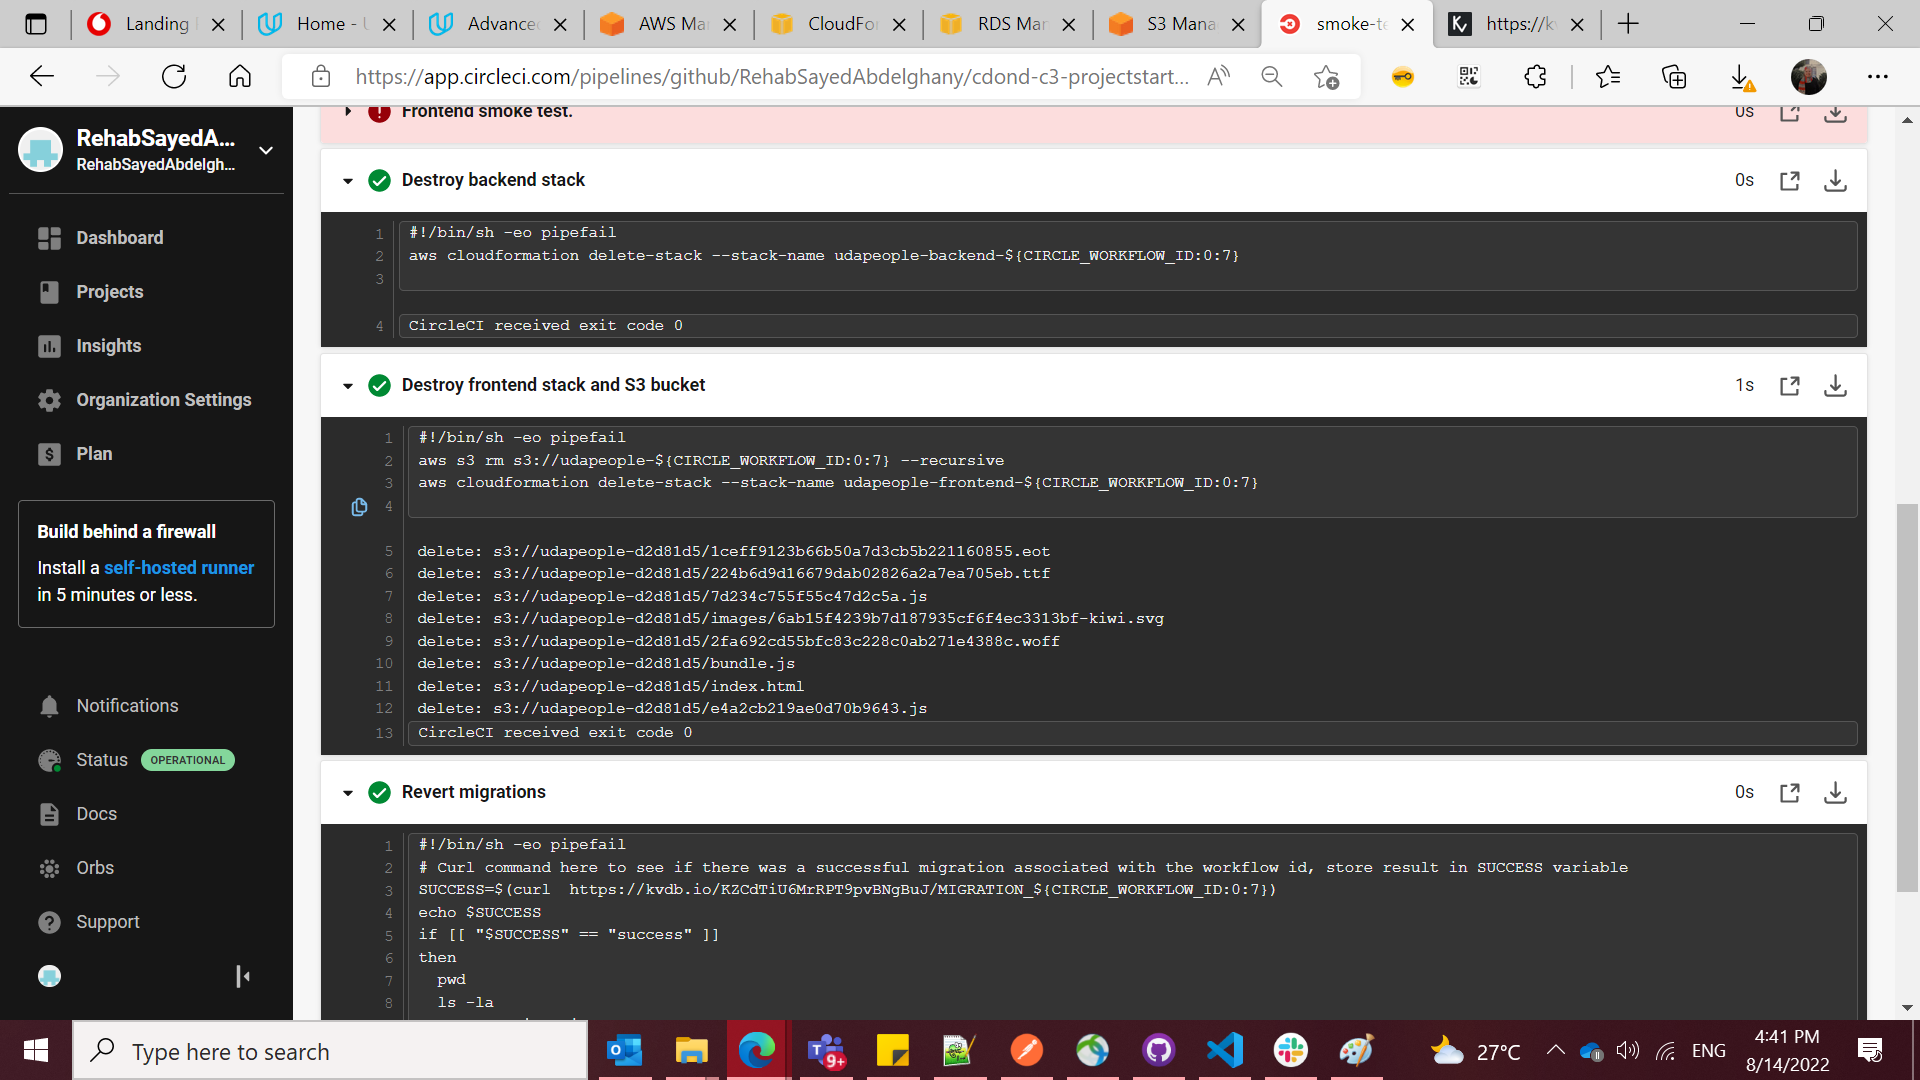 Landing
Home - U
Advance
AWS Ma
CloudFo
RDS Ma
S3 Mana
smoke-te
https://k
https://app.circleci.com/pipelines/github/RehabSayedAbdelghany/cdond-c3-projectstart...
RehabSayedA...
RehabSayedAbdelgh...
Dashboard
Projects
Insights
Organization Settings
Plan
Build behind a firewall
Install a self-hosted runner
in 5 minutes or less.
Notifications
Status OPERATIONAL
Docs
Orbs
Support
Frontend smoke test. 0s
Destroy backend stack 0s
1 #!/bin/sh -eo pipefail
2 aws cloudformation delete-stack --stack-name udapeople-backend-${CIRCLE_WORKFLOW_ID:0:7}
3
4 CircleCI received exit code 0
Destroy frontend stack and S3 bucket 1s
1 #!/bin/sh -eo pipefail
2 aws s3 rm s3://udapeople-${CIRCLE_WORKFLOW_ID:0:7} --recursive
3 aws cloudformation delete-stack --stack-name udapeople-frontend-${CIRCLE_WORKFLOW_ID:0:7}
4
5 delete: s3://udapeople-d2d81d5/1ceff9123b66b50a7d3cb5b221160855.eot
6 delete: s3://udapeople-d2d81d5/224b6d9d16679dab02826a2a7ea705eb.ttf
7 delete: s3://udapeople-d2d81d5/7d234c755f55c47d2c5a.js
8 delete: s3://udapeople-d2d81d5/images/6ab15f4239b7d187935cf6f4ec3313bf-kiwi.svg
9 delete: s3://udapeople-d2d81d5/2fa692cd55bfc83c228c0ab271e4388c.woff
10 delete: s3://udapeople-d2d81d5/bundle.js
11 delete: s3://udapeople-d2d81d5/index.html
12 delete: s3://udapeople-d2d81d5/e4a2cb219ae0d70b9643.js
13 CircleCI received exit code 0
Revert migrations 0s
1 #!/bin/sh -eo pipefail
2 # Curl command here to see if there was a successful migration associated with the workflow id, store result in SUCCESS variable
3 SUCCESS=$(curl  https://kvdb.io/KZCdTiU6MrRPT9pvBNgBuJ/MIGRATION_${CIRCLE_WORKFLOW_ID:0:7})
4 echo $SUCCESS
5 if [[ "$SUCCESS" == "success" ]]
6 then
7 pwd
8 ls -la
Type here to search
9+
27°C
ENG
4:41 PM
8/14/2022